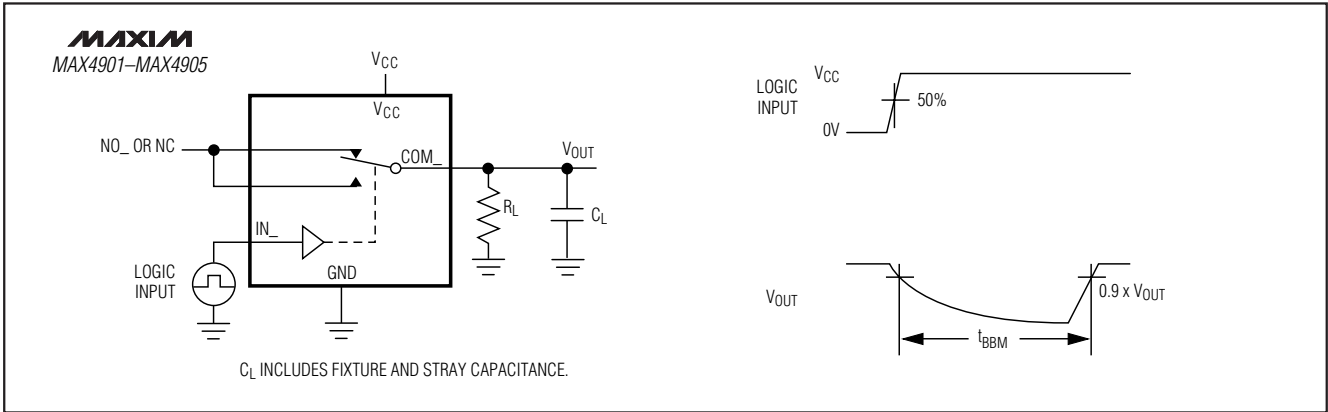 MAXIM
MAX4901–MAX4905
VCC
VCC
NO_ OR NC
COM_
VOUT
RL
CL
IN_
LOGIC
INPUT
GND
CL INCLUDES FIXTURE AND STRAY CAPACITANCE.
LOGIC
INPUT
VCC
50%
0V
VOUT
0.9 x VOUT
tBBM